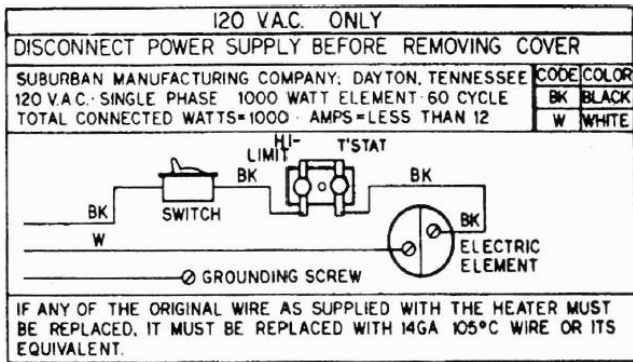 120 V.A.C. ONLY
DISCONNECT POWER SUPPLY BEFORE REMOVING COVER
SUBURBAN MANUFACTURING COMPANY; DAYTON, TENNESSEE
120 V.A.C. · SINGLE PHASE 1000 WATT ELEMENT · 60 CYCLE
TOTAL CONNECTED WATTS=1000 · AMPS=LESS THAN 12
CODE COLOR
BK BLACK
W WHITE
HI-
LIMIT
T'STAT
BK
BK
BK
SWITCH
BK
W
ELECTRIC
ELEMENT
GROUNDING SCREW
IF ANY OF THE ORIGINAL WIRE AS SUPPLIED WITH THE HEATER MUST
BE REPLACED, IT MUST BE REPLACED WITH 14GA 105°C WIRE OR ITS
EQUIVALENT.